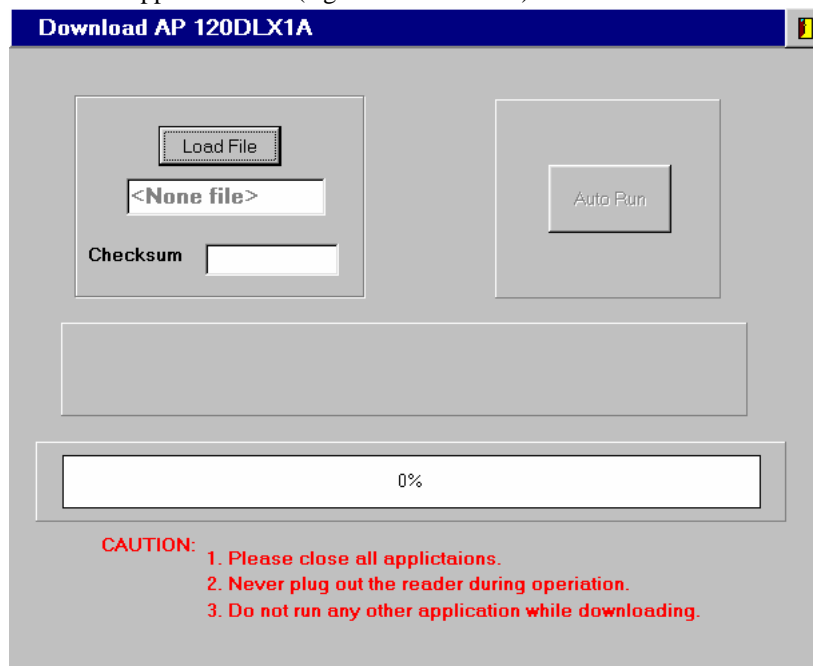 Download AP 120DLX1A
Load File
<None file>
Checksum
Auto Run
0%
CAUTION:
1. Please close all applictaions.
2. Never plug out the reader during operiation.
3. Do not run any other application while downloading.